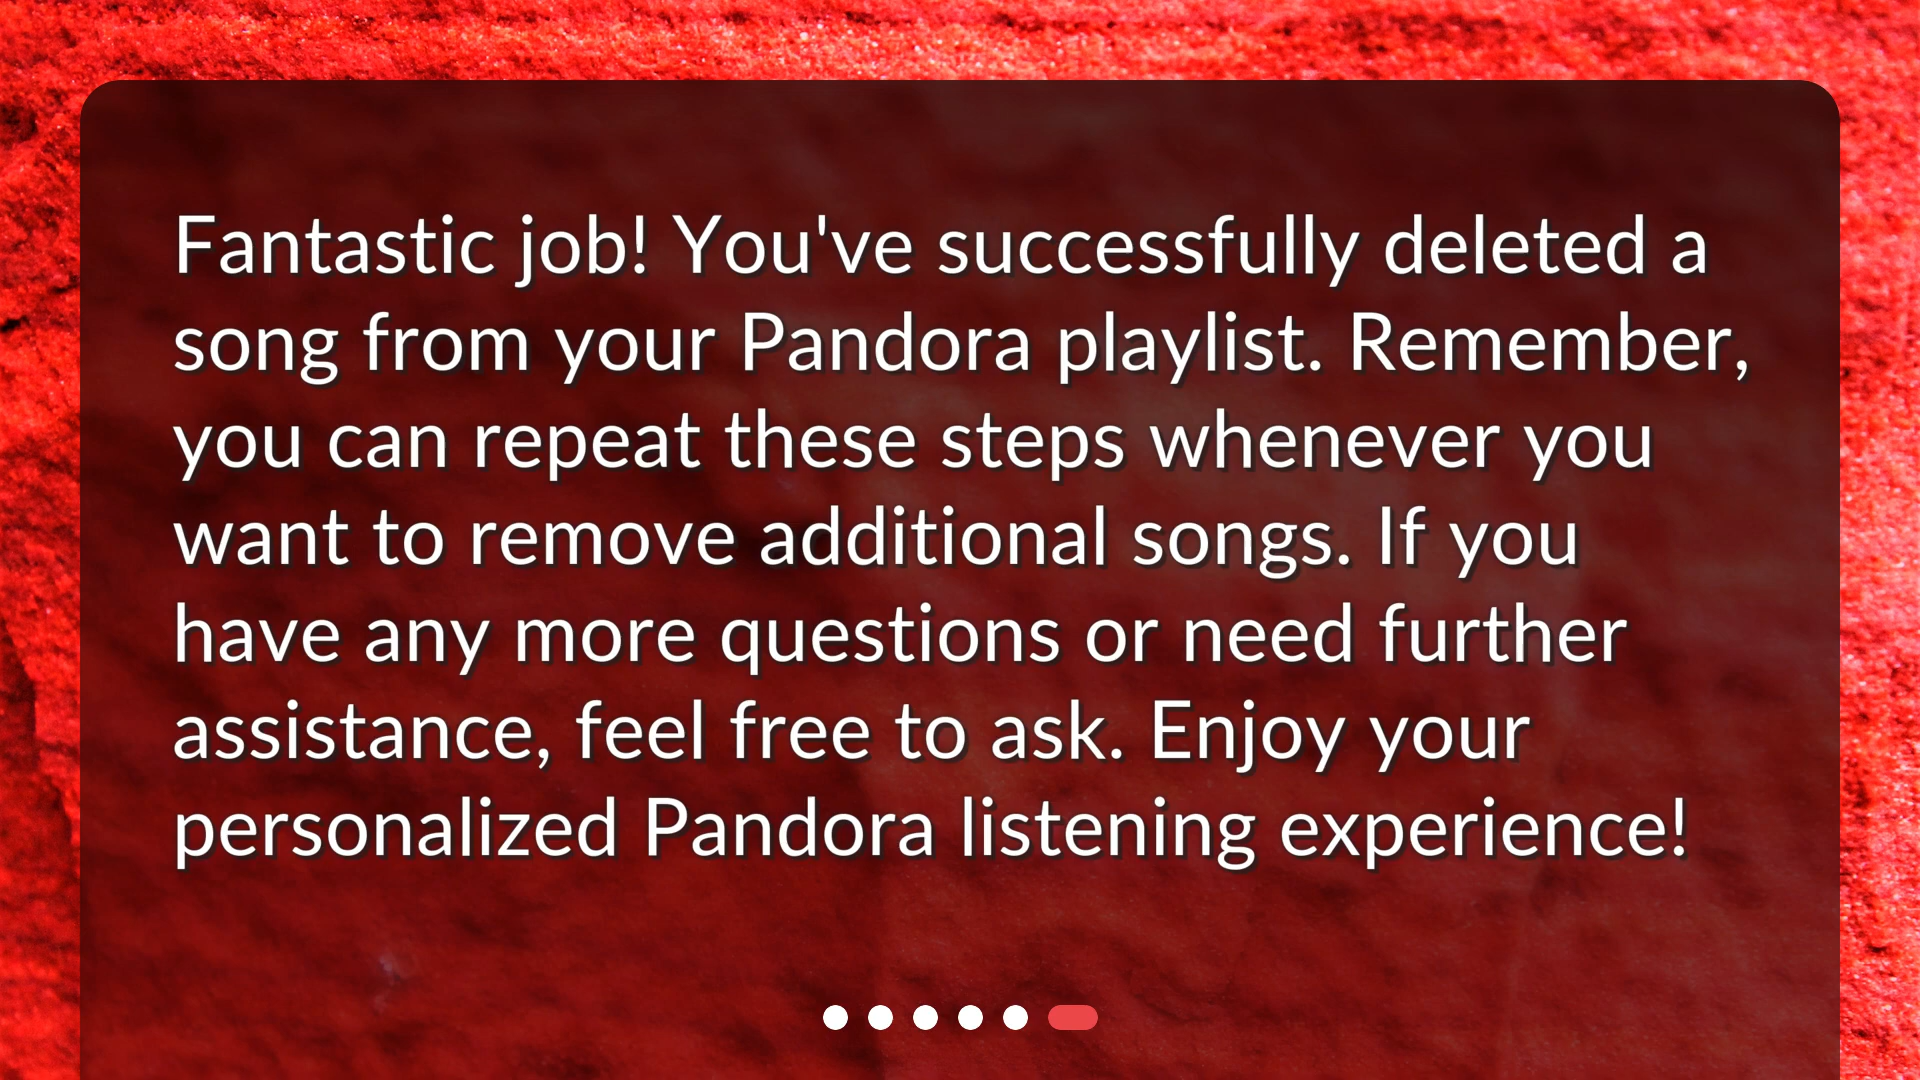 Fantastic job! You've successfully deleted a
song from your Pandora playlist. Remember,
you can repeat these steps whenever you
want to remove additional songs. If you
have any more questions or need further
assistance, feel free to ask. Enjoy your
personalized Pandora listening experience!